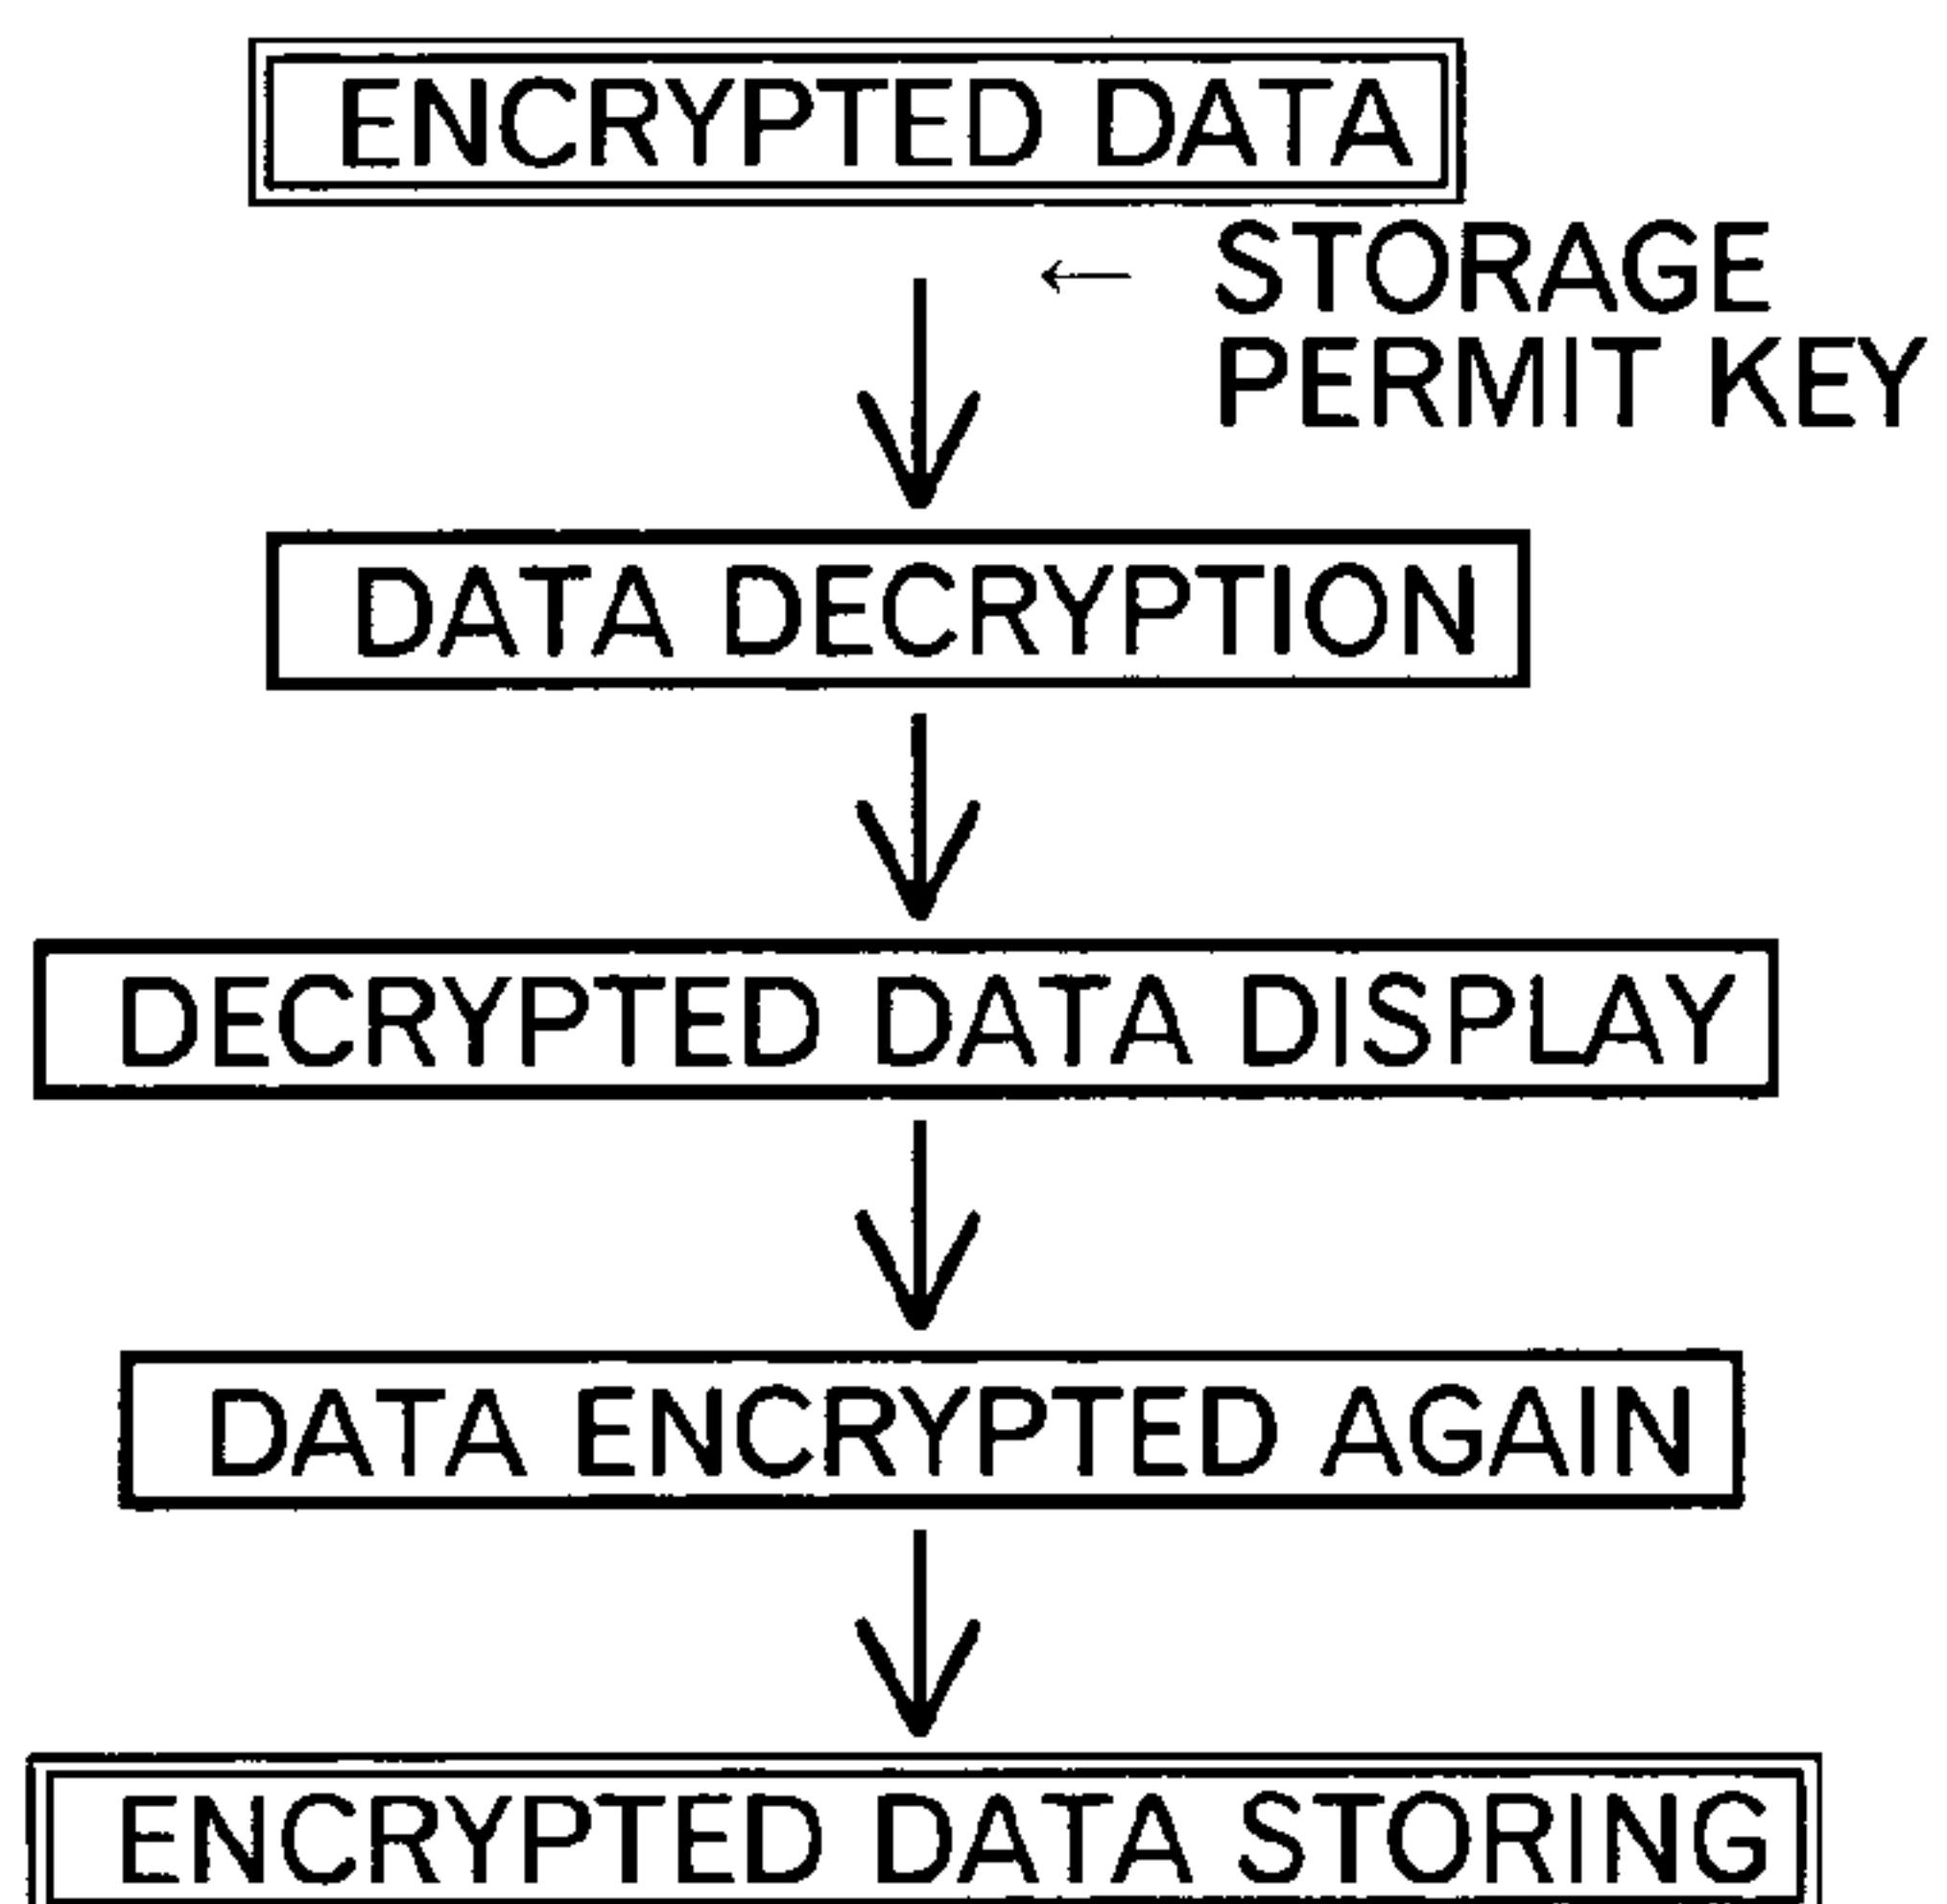 ENCRYPTED DATA
STORAGE
PERMIT KEY
DATA DECRYPTION
DECRYPTED DATA DISPLAY
DATA ENCRYPTED AGAIN
ENCRYPTED DATA STORING